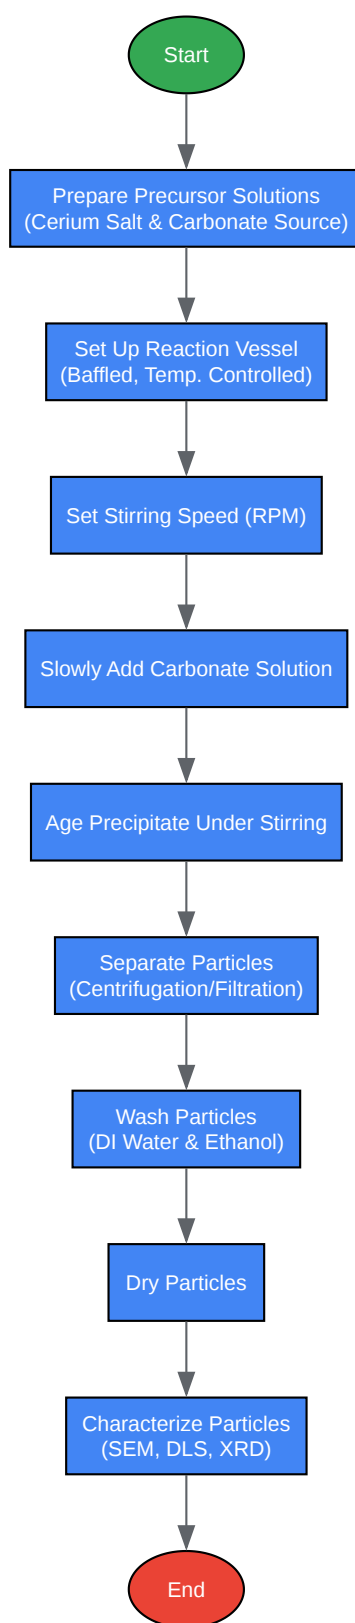 Start
Prepare Precursor Solutions
(Cerium Salt & Carbonate Source)
Set Up Reaction Vessel
(Baffled, Temp. Controlled)
Set Stirring Speed (RPM)
Slowly Add Carbonate Solution
Age Precipitate Under Stirring
Separate Particles
(Centrifugation/Filtration)
Wash Particles
(DI Water & Ethanol)
Dry Particles
Characterize Particles
(SEM, DLS, XRD)
End